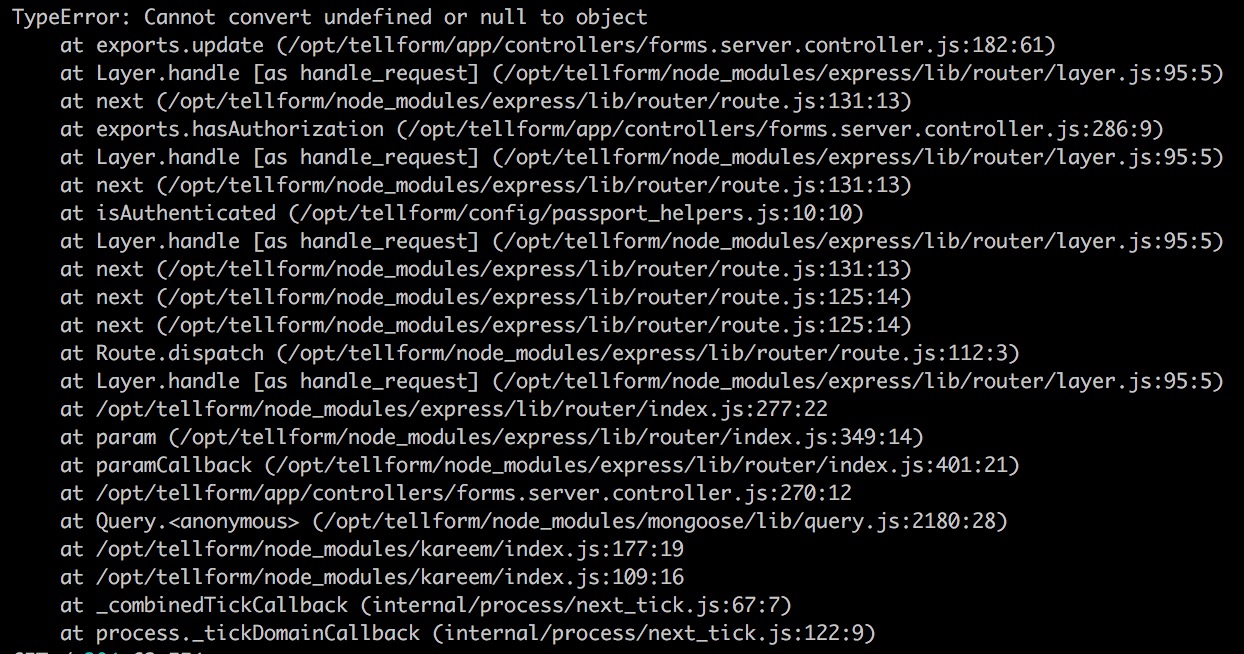 TypeError: Cannot convert undefined or null to object
at exports.update (/opt/tellform/app/controllers/forms.server.controller.js:182:61)
at Layer.handle [as handle_request] (/opt/tellform/node_modules/express/lib/router/layer.js:95:5)
at next (/opt/tellform/node_modules/express/lib/router/route.js:131:13)
at exports.hasAuthorization (/opt/tellform/app/controllers/forms.server.controller.js:286:9)
at Layer.handle [as handle_request] (/opt/tellform/node_modules/express/lib/router/layer.js:95:5)
at next (/opt/tellform/node_modules/express/lib/router/route.js:131:13)
at isAuthenticated (/opt/tellform/config/passport_helpers.js:10:10)
at Layer.handle [as handle_request] (/opt/tellform/node_modules/express/lib/router/layer.js:95:5)
at next (/opt/tellform/node_modules/express/lib/router/route.js:131:13)
at next (/opt/tellform/node_modules/express/lib/router/route.js:125:14)
at next (/opt/tellform/node_modules/express/lib/router/route.js:125:14)
at Route.dispatch (/opt/tellform/node_modules/express/lib/router/route.js:112:3)
at Layer.handle [as handle_request] (/opt/tellform/node_modules/express/lib/router/layer.js:95:5)
at /opt/tellform/node_modules/express/lib/router/index.js:277:22
at param (/opt/tellform/node_modules/express/lib/router/index.js:349:14)
at paramCallback (/opt/tellform/node_modules/express/lib/router/index.js:401:21)
at /opt/tellform/app/controllers/forms.server.controller.js:270:12
at Query.<anonymous> (/opt/tellform/node_modules/mongoose/lib/query.js:2180:28)
at /opt/tellform/node_modules/kareem/index.js:177:19
at /opt/tellform/node_modules/kareem/index.js:109:16
at _combinedTickCallback (internal/process/next_tick.js:67:7)
at process._tickDomainCallback (internal/process/next_tick.js:122:9)